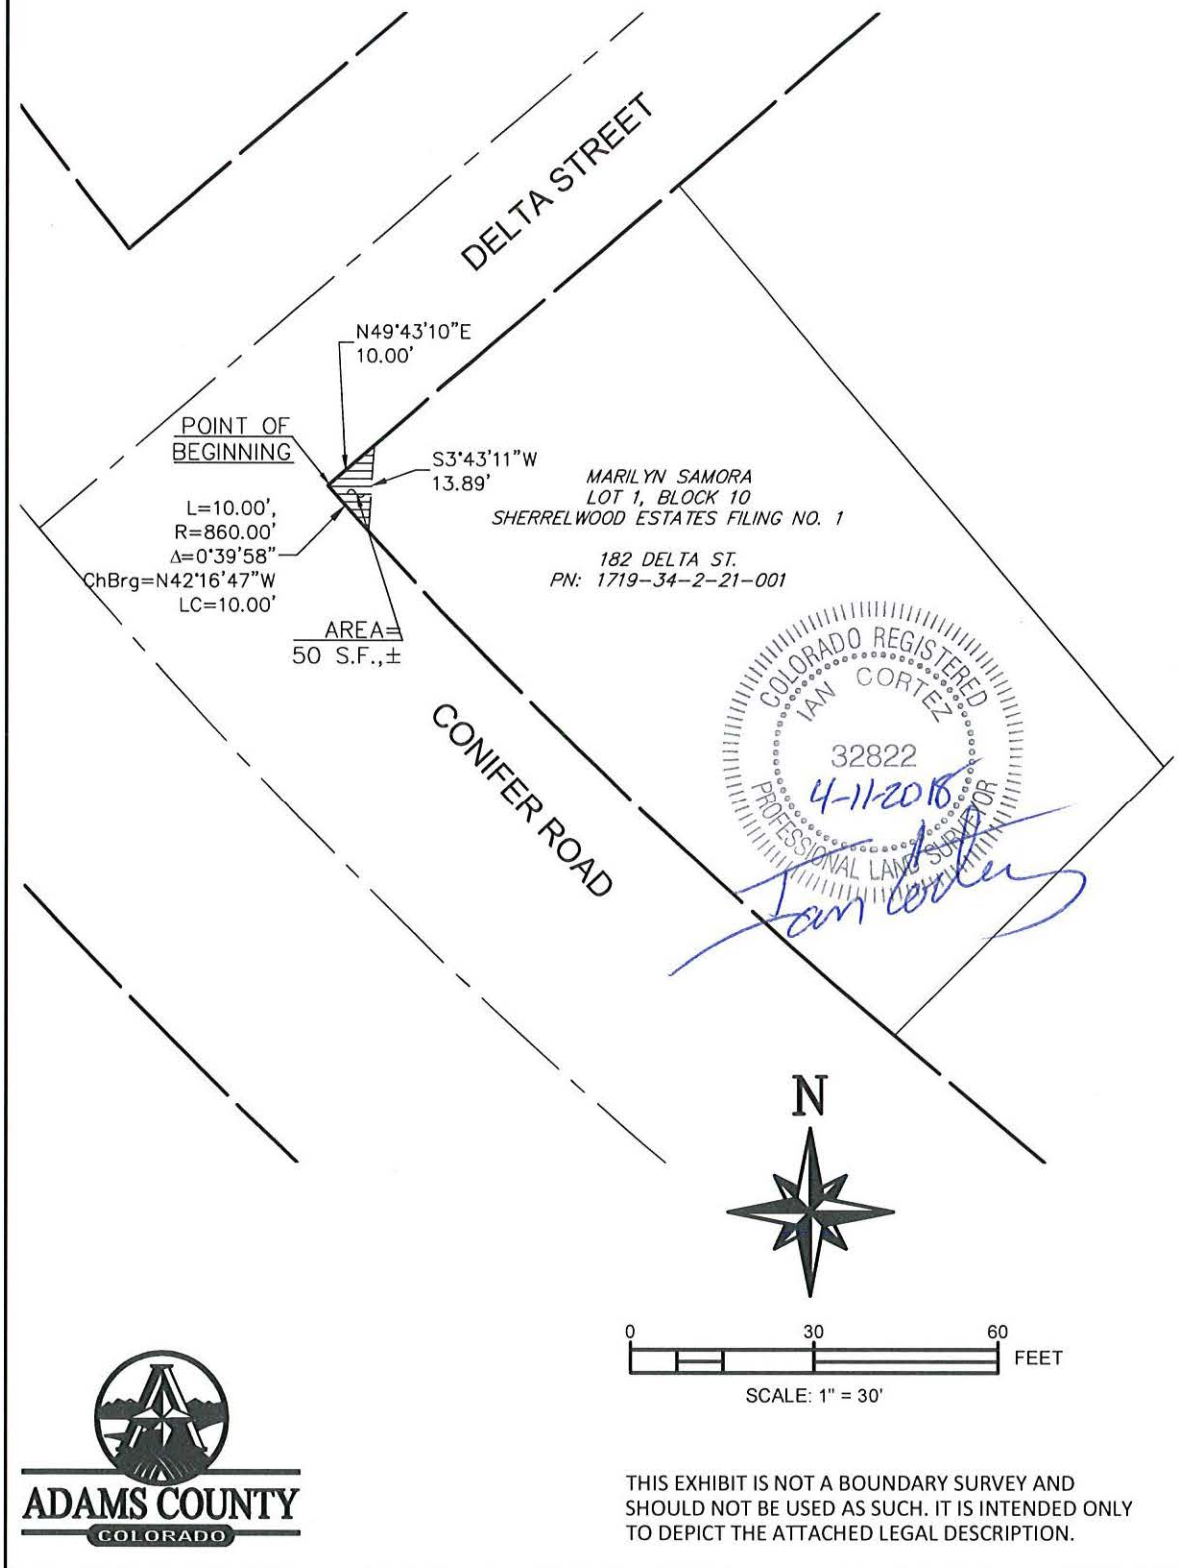 DELTA STREET
N49°43'10"E
10.00'
POINT OF
BEGINNING
S3°43'11"W
13.89'
MARILYN SAMORA
LOT 1, BLOCK 10
SHERRELWOOD ESTATES FILING NO. 1
182 DELTA ST.
PN: 1719-34-2-21-001
L=10.00',
R=860.00'
Δ=0°39'58"
ChBrg=N42°16'47"W
LC=10.00'
AREA=
50 S.F.,±
COLORADO REGISTERED
IAN CORTEZ
32822
4-11-2018
PROFESSIONAL LAND SURVEYOR
Ian Cortez
CONIFER ROAD
N
0 30 60
FEET
SCALE: 1" = 30'
ADAMS COUNTY
COLORADO
THIS EXHIBIT IS NOT A BOUNDARY SURVEY AND
SHOULD NOT BE USED AS SUCH. IT IS INTENDED ONLY
TO DEPICT THE ATTACHED LEGAL DESCRIPTION.